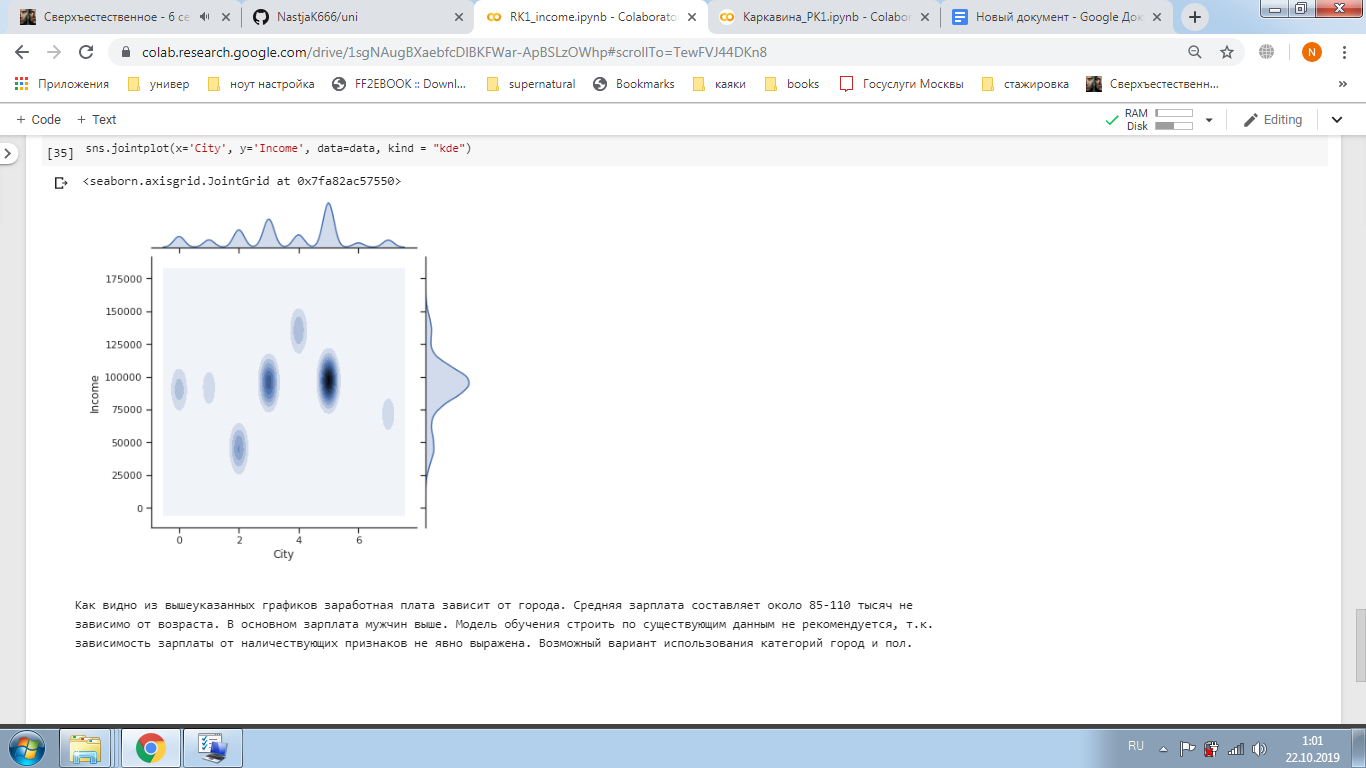 Сверхъестественное - 6 се
NastjaK666/uni
RK1_income.ipynb - Colaborato
Каркавина_РК1.ipynb - Colabor
Новый документ - Google Док
colab.research.google.com/drive/1sgNAugBXaebfcDlBKFWar-ApBSLzOWhp#scrollTo=TewFVJ44DKn8
N
Приложения
универ
ноут настройка
FF2EBOOK :: Downl...
supernatural
Bookmarks
каяки
books
Госуслуги Москвы
стажировка
Сверхъестественн...
»
+ Code + Text
RAM
Disk
Editing
[35] sns.jointplot(x='City', y='Income', data=data, kind = "kde")
<seaborn.axisgrid.JointGrid at 0x7fa82ac57550>
175000
150000
125000
100000
75000
50000
25000
0
Income
0 2 4 6
City
Как видно из вышеуказанных графиков заработная плата зависит от города. Средняя зарплата составляет около 85-110 тысяч не
зависимо от возраста. В основном зарплата мужчин выше. Модель обучения строить по существующим данным не рекомендуется, т.к.
зависимость зарплаты от наличествующих признаков не явно выражена. Возможный вариант использования категорий город и пол.
RU
1:01
22.10.2019